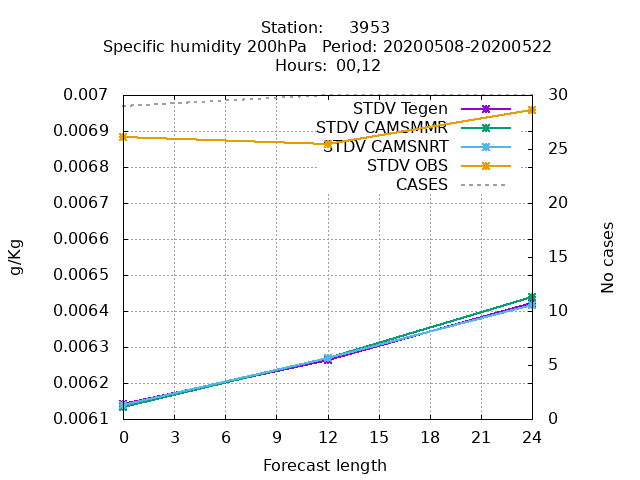 Station: 3953
Specific humidity 200hPa Period: 20200508-20200522
Hours: 00,12
0.007
0.0069
0.0068
0.0067
0.0066
0.0065
0.0064
0.0063
0.0062
0.0061
g/Kg
STDV Tegen
STDV CAMSMMR
STDV CAMSNRT
STDV OBS
CASES
30
25
20
15
10
5
0
No cases
0 3 6 9 12 15 18 21 24
Forecast length